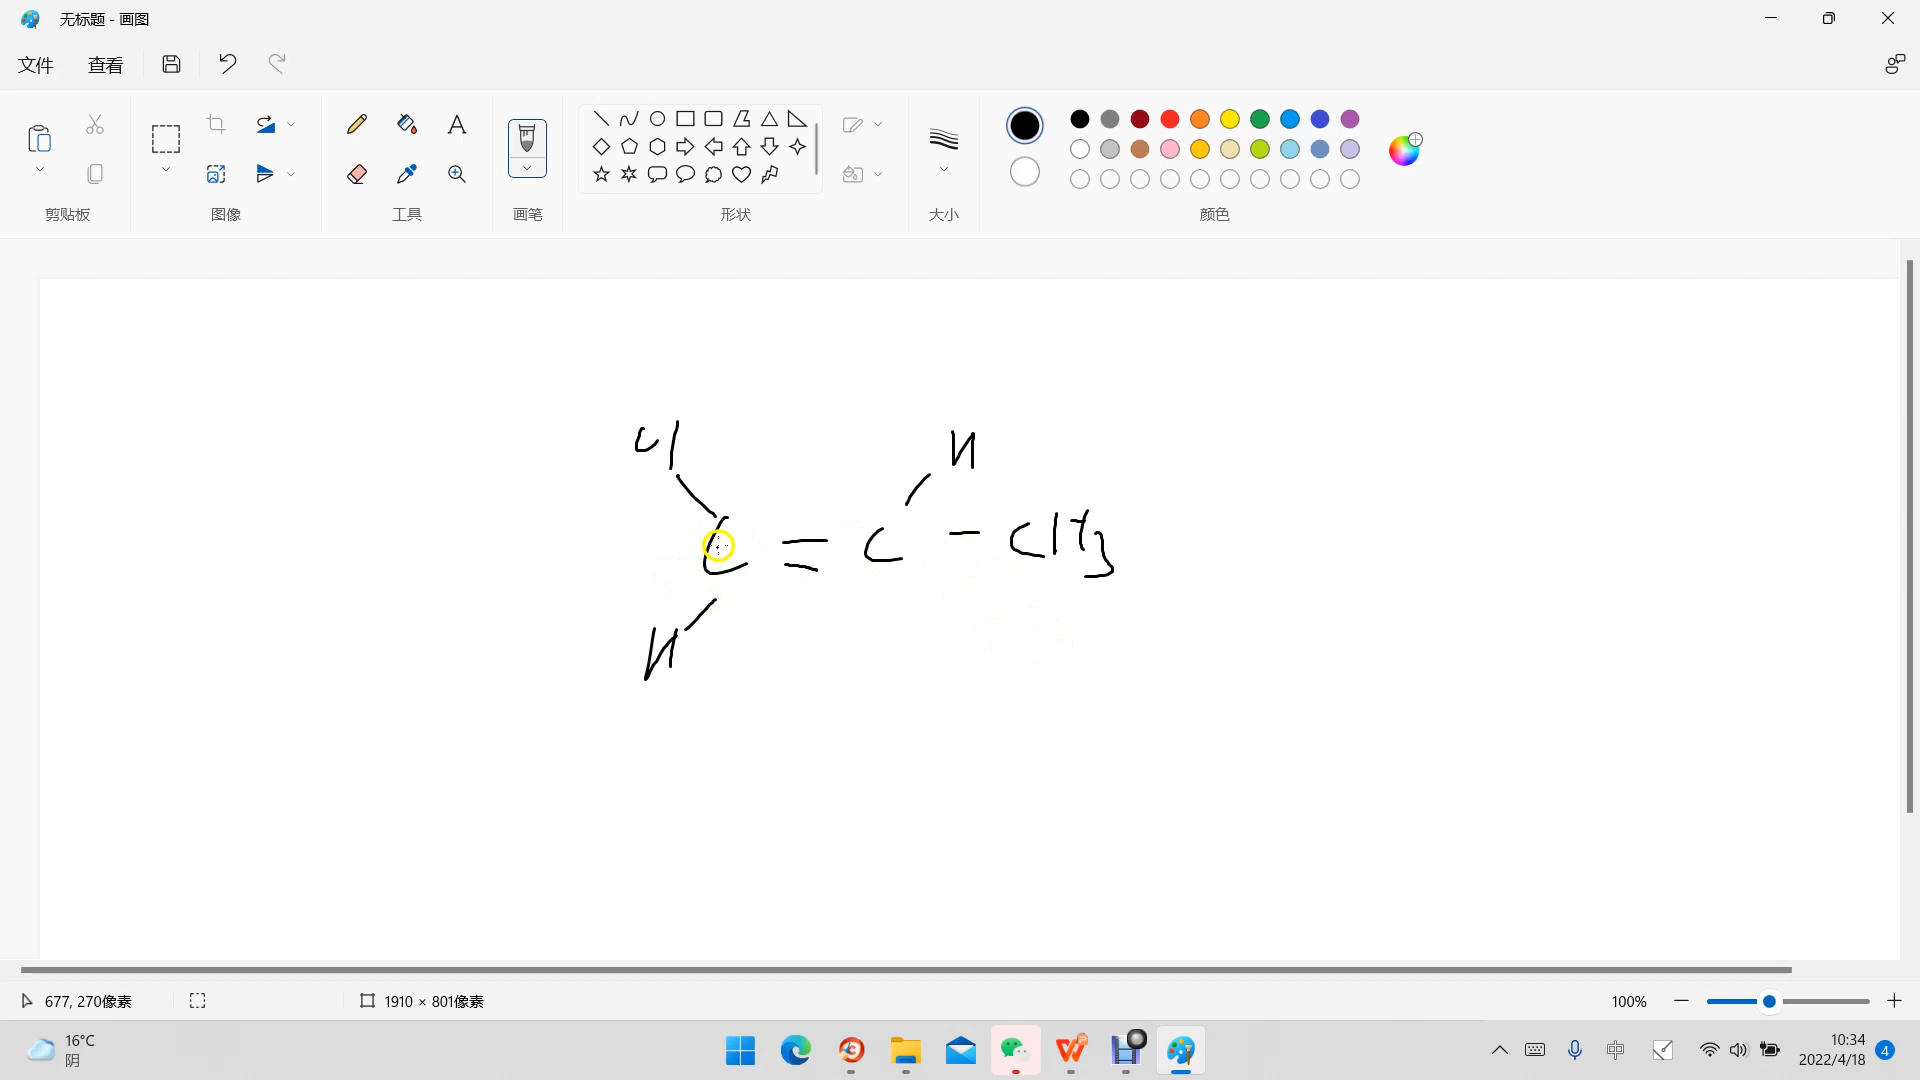 无标题 - 画图
文件 查看
剪贴板 图像 工具 画笔 形状 大小 颜色
Cl H
C = C - CH3
H
677, 270像素 1910 × 801像素 100%
16°C
阴
中 10:34
2022/4/18 4